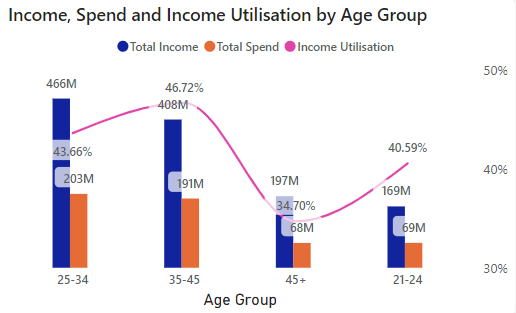 Income, Spend and Income Utilisation by Age Group
Total Income Total Spend Income Utilisation
50%
466M
46.72%
408M
43.66%
40.59%
40%
203M
191M
197M
169M
34.70%
68M
69M
30%
25-34 35-45 45+ 21-24
Age Group